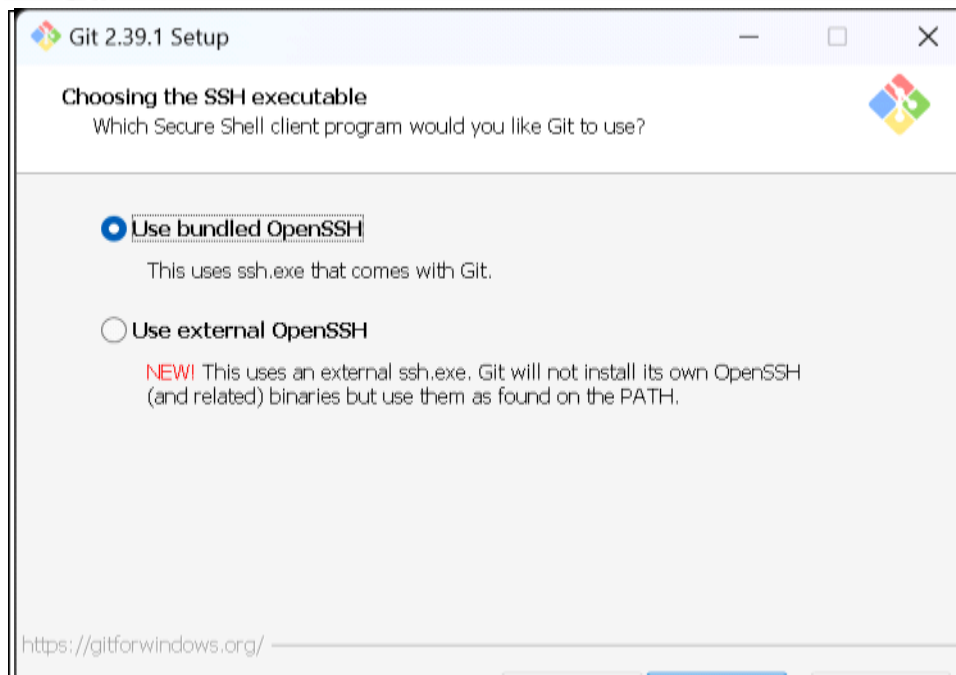 Git 2.39.1 Setup
Choosing the SSH executable
Which Secure Shell client program would you like Git to use?
Use bundled OpenSSH
This uses ssh.exe that comes with Git.
Use external OpenSSH
NEW! This uses an external ssh.exe. Git will not install its own OpenSSH
(and related) binaries but use them as found on the PATH.
https://gitforwindows.org/